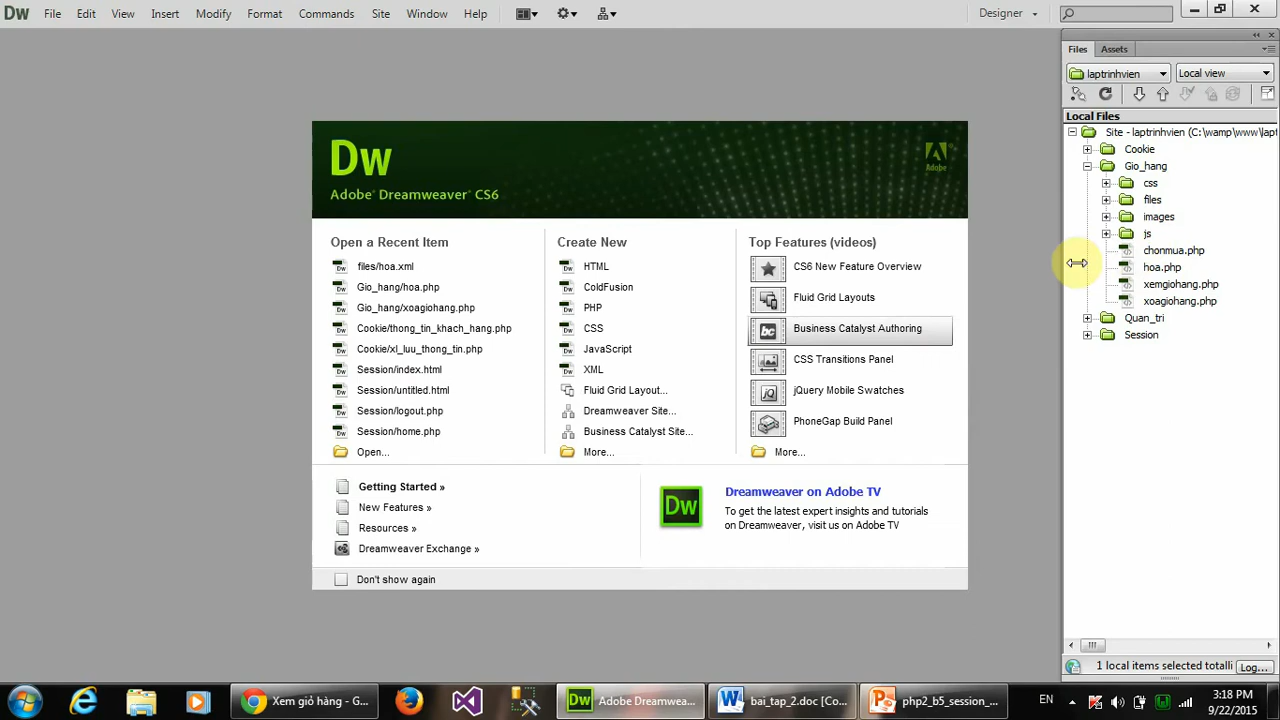 Dw File Edit View Insert Modify Format Commands Site Window Help Designer
Files Assets
laptrinhvien Local view
Local Files
Site - laptrinhvien (C:\wamp\www\lapt
Cookie
Gio_hang
css
files
images
js
chonmua.php
hoa.php
xemgiohang.php
xoagiohang.php
Quan_tri
Session
Dw
Adobe
Adobe® Dreamweaver® CS6
Open a Recent Item
files/hoa.xml
Gio_hang/hoa.php
Gio_hang/xoagiohang.php
Cookie/thong_tin_khach_hang.php
Cookie/xl_luu_thong_tin.php
Session/index.html
Session/untitled.html
Session/logout.php
Session/home.php
Open...
Create New
HTML
ColdFusion
PHP
CSS
JavaScript
XML
Fluid Grid Layout...
Dreamweaver Site...
Business Catalyst Site...
More...
Top Features (videos)
CS6 New Feature Overview
Fluid Grid Layouts
bc Business Catalyst Authoring
CSS Transitions Panel
jQ jQuery Mobile Swatches
PhoneGap Build Panel
More...
Getting Started »
New Features »
Resources »
Dreamweaver Exchange »
Dw
Dreamweaver on Adobe TV
To get the latest expert insights and tutorials
on Dreamweaver, visit us on Adobe TV
Don't show again
1 local items selected totalli Log...
Xem giỏ hàng - G...
Dw Adobe Dreamwea...
bai_tap_2.doc [Co...
php2_b5_session_...
EN
3:18 PM
9/22/2015